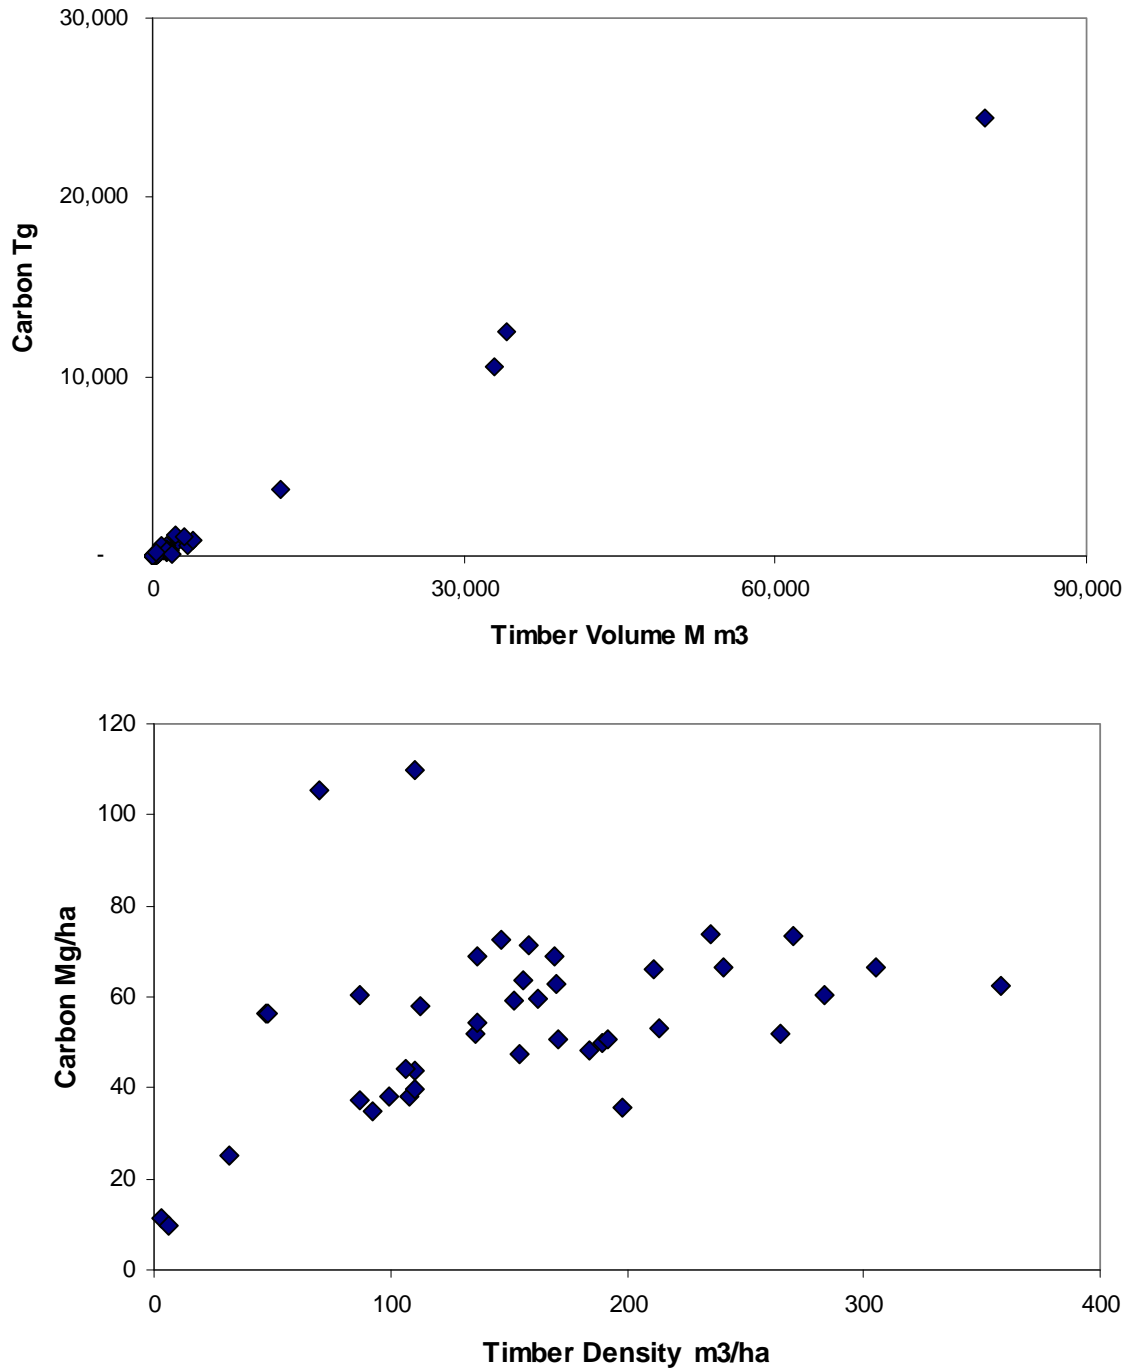 30,000
20,000
10,000
-
Carbon Tg
0 30,000 60,000 90,000
Timber Volume M m3
120
100
80
60
40
20
0
Carbon Mg/ha
0 100 200 300 400
Timber Density m3/ha